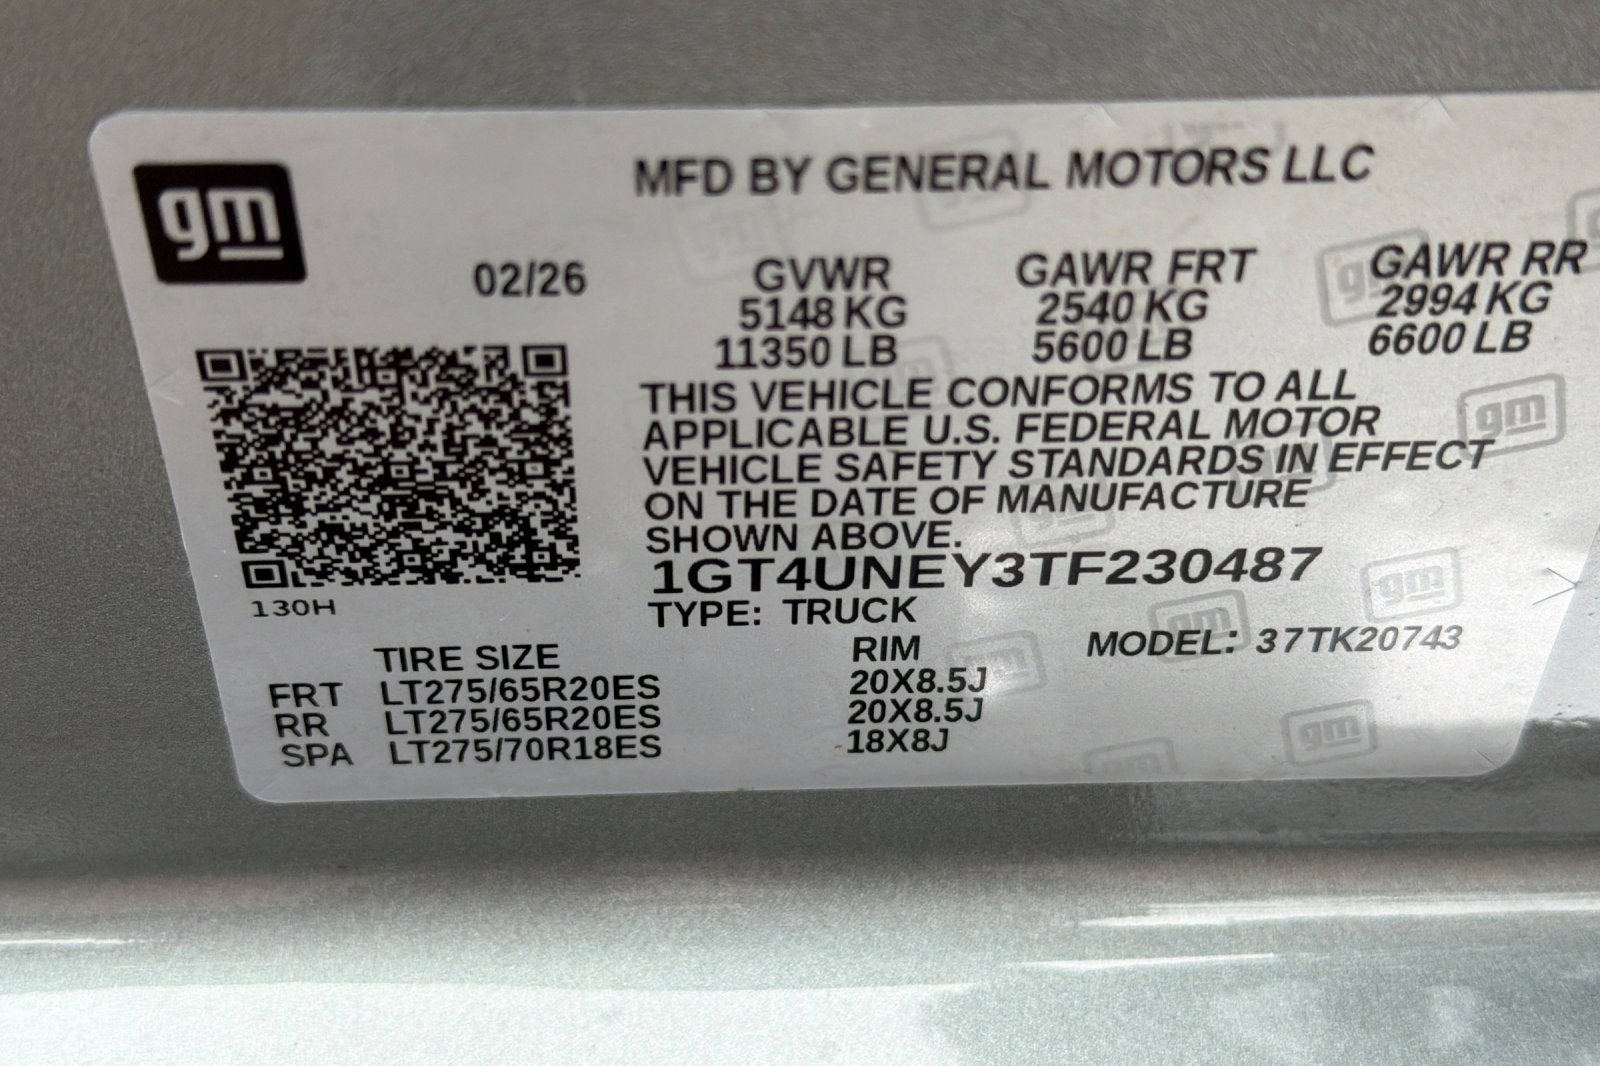 gm
MFD BY GENERAL MOTORS LLC
02/26 GVWR GAWR FRT GAWR RR
5148 KG 2540 KG 2994 KG
11350 LB 5600 LB 6600 LB
THIS VEHICLE CONFORMS TO ALL
APPLICABLE U.S. FEDERAL MOTOR
VEHICLE SAFETY STANDARDS IN EFFECT
ON THE DATE OF MANUFACTURE
SHOWN ABOVE.
1GT4UNEY3TF230487
130H
TYPE: TRUCK
MODEL: 37TK20743
TIRE SIZE RIM
FRT LT275/65R20ES 20X8.5J
RR LT275/65R20ES 20X8.5J
SPA LT275/70R18ES 18X8J